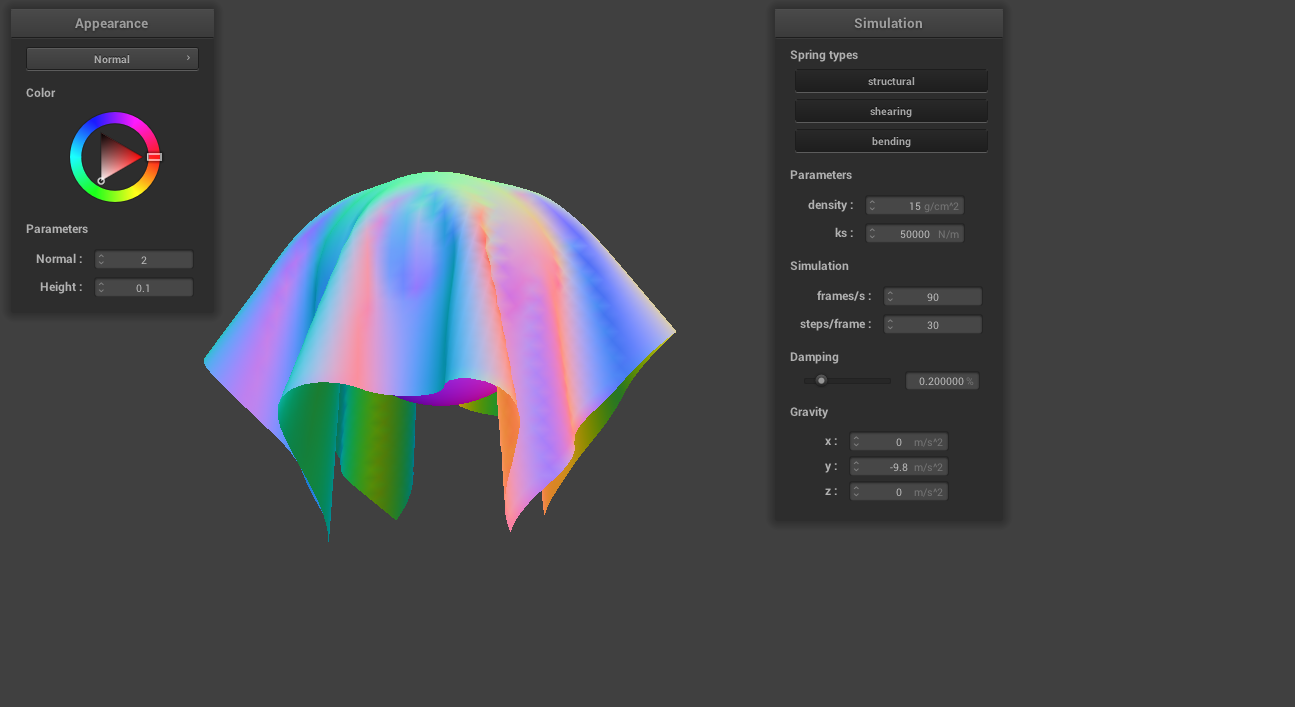 Appearance
Normal
Color
Parameters
Normal : 2
Height : 0.1
Simulation
Spring types
structural
shearing
bending
Parameters
density : 15 g/cm^2
ks : 50000 N/m
Simulation
frames/s : 90
steps/frame : 30
Damping
0.200000 %
Gravity
x : 0 m/s^2
y : -9.8 m/s^2
z : 0 m/s^2